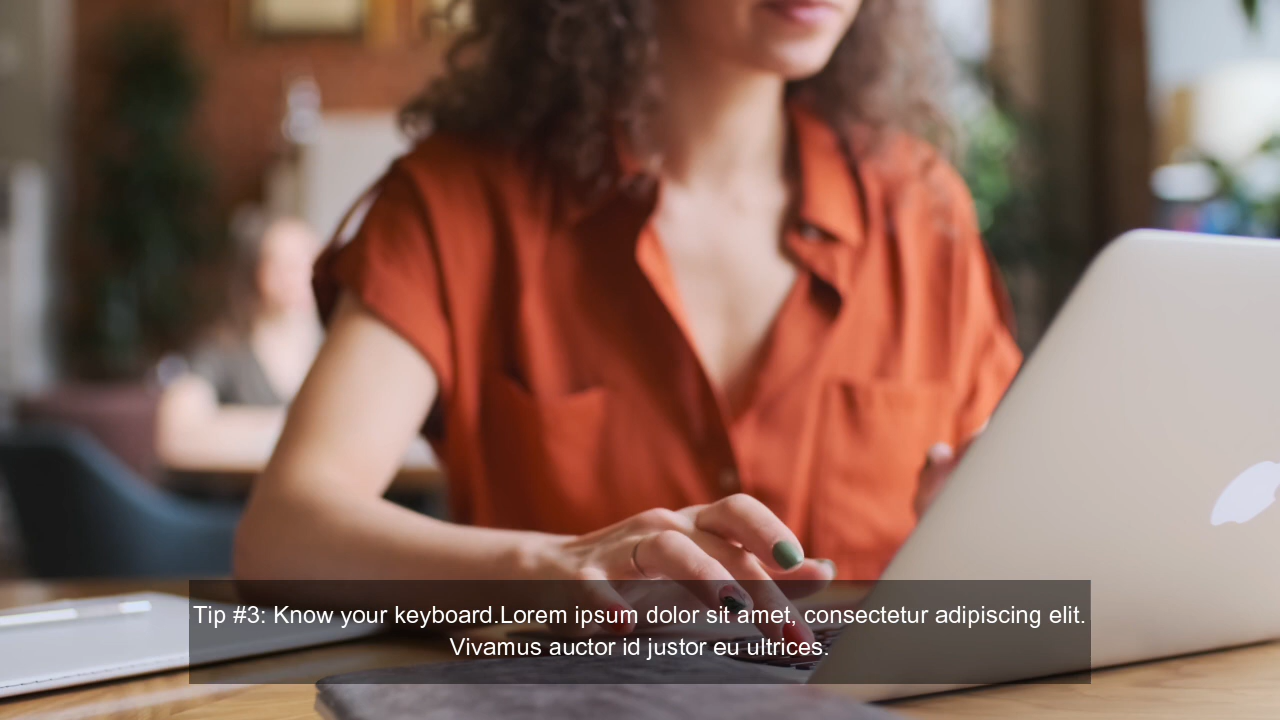 Tip #3: Know your keyboard.Lorem ipsum dolor sit amet, consectetur adipiscing elit.
Vivamus auctor id justor eu ultrices.